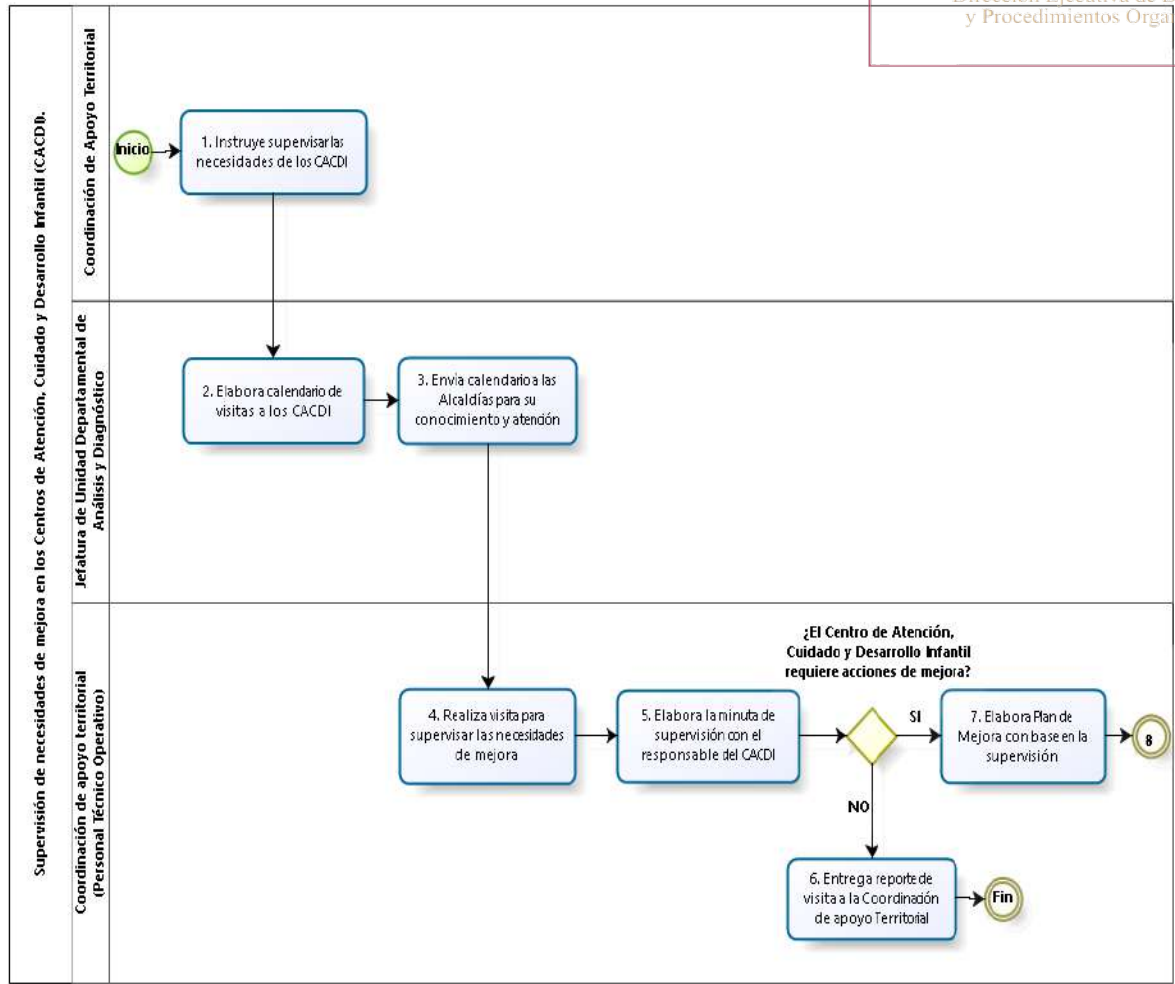 y Procedimientos
Supervisión de necesidades de mejora en los Centros de Atención, Cuidado y Desarrollo Infantil (CACDI).
Coordinación de Apoyo Territorial
Inicio
1. Instruye supervisar las
necesidades de los CACDI
Jefatura de Unidad Departamental de
Análisis y Diagnóstico
2. Elabora calendario de
visitas a los CACDI
3. Envia calendario a las
Alcaldías para su
conocimiento y atención
Coordinación de apoyo territorial
(Personal Técnico Operativo)
4. Realiza visita para
supervisar las necesidades
de mejora
5. Elabora la minuta de
supervisión con el
responsable del CACDI
¿El Centro de Atención,
Cuidado y Desarrollo Infantil
requiere acciones de mejora?
SI
7. Elabora Plan de
Mejora con base en la
supervisión
8
NO
6. Entrega reporte de
visita a la Coordinación
de apoyo Territorial
Fin